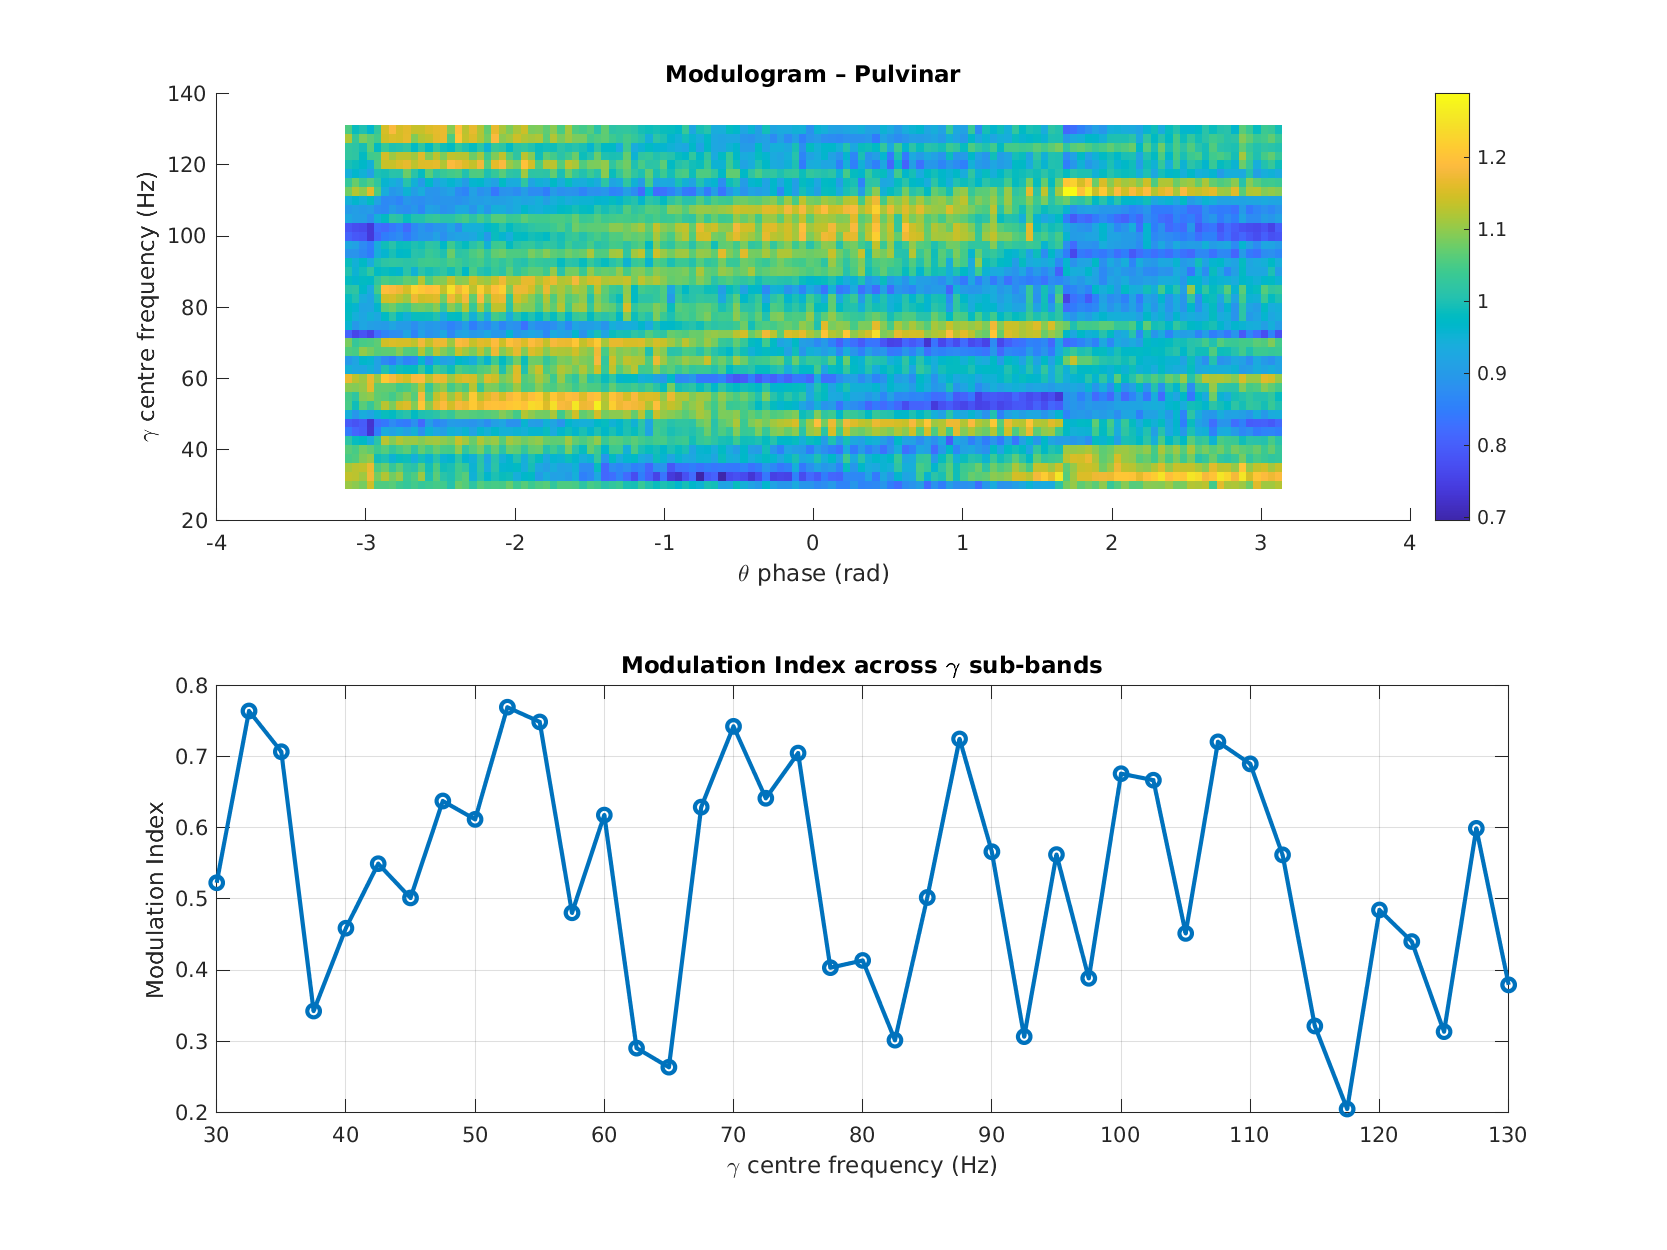 Modulogram – Pulvinar
γ centre frequency (Hz)
140
120
100
80
60
40
20
-4 -3 -2 -1 0 1 2 3 4
θ phase (rad)
1.2
1.1
1
0.9
0.8
0.7
Modulation Index across γ sub-bands
Modulation Index
0.8
0.7
0.6
0.5
0.4
0.3
0.2
30 40 50 60 70 80 90 100 110 120 130
γ centre frequency (Hz)